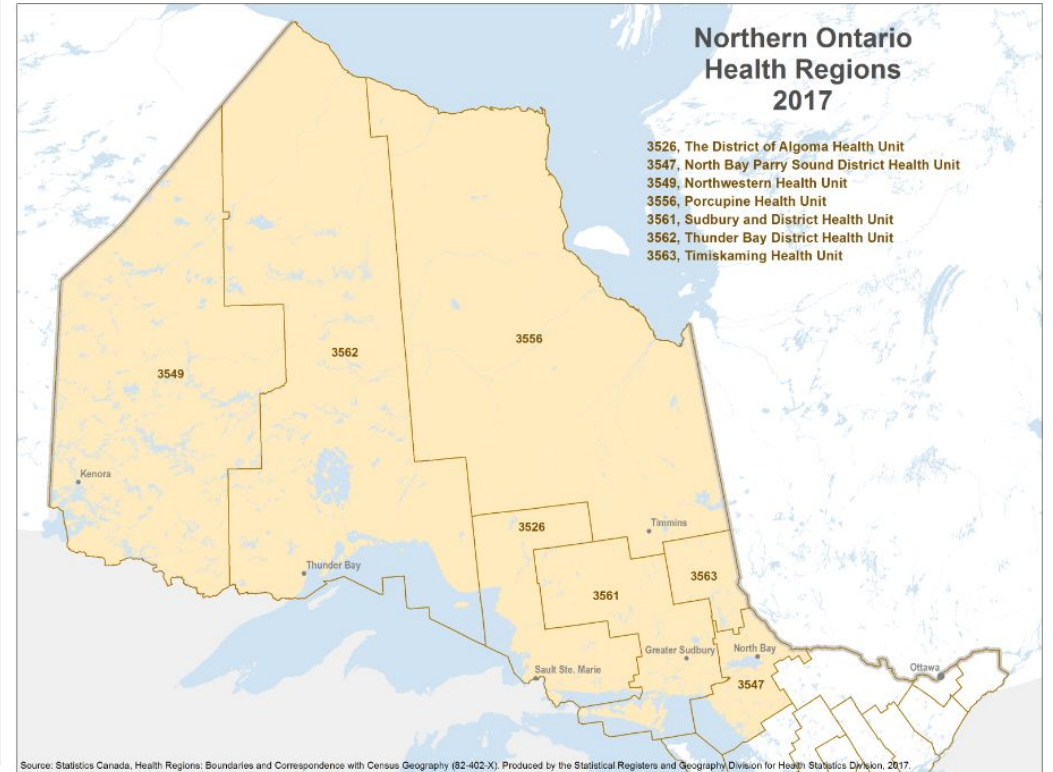 Northern Ontario
Health Regions
2017
3526, The District of Algoma Health Unit
3547, North Bay Parry Sound District Health Unit
3549, Northwestern Health Unit
3556, Porcupine Health Unit
3561, Sudbury and District Health Unit
3562, Thunder Bay District Health Unit
3563, Timiskaming Health Unit
3556
3562
3549
Kenora
3526
Timmins
Thunder Bay
3563
3561
Greater Sudbury
North Bay
Sault Ste. Marie
Ottawa
3547
Source: Statistics Canada, Health Regions: Boundaries and Correspondence with Census Geography (82-402-X). Produced by the Statistical Registers and Geography Division for Health Statistics Division, 2017.